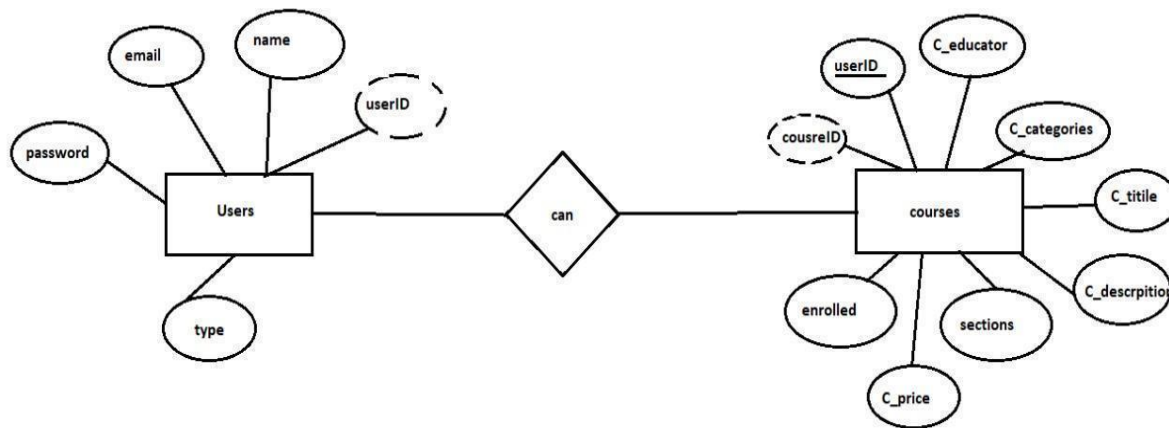 email
name
userID
password
Users
type
can
userID
C_educator
cousreID
C_categories
courses
C_titile
C_descrpition
enrolled
sections
C_price